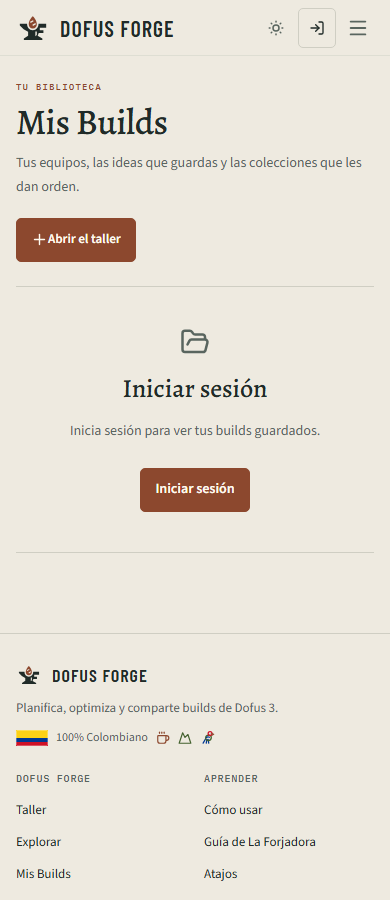 DOFUS FORGE
TU BIBLIOTECA
Mis Builds
Tus equipos, las ideas que guardas y las colecciones que les
dan orden.
Abrir el taller
Iniciar sesión
Inicia sesión para ver tus builds guardados.
Iniciar sesión
DOFUS FORGE
Planifica, optimiza y comparte builds de Dofus 3.
100% Colombiano
DOFUS FORGE
Taller
Explorar
Mis Builds
APRENDER
Cómo usar
Guía de La Forjadora
Atajos